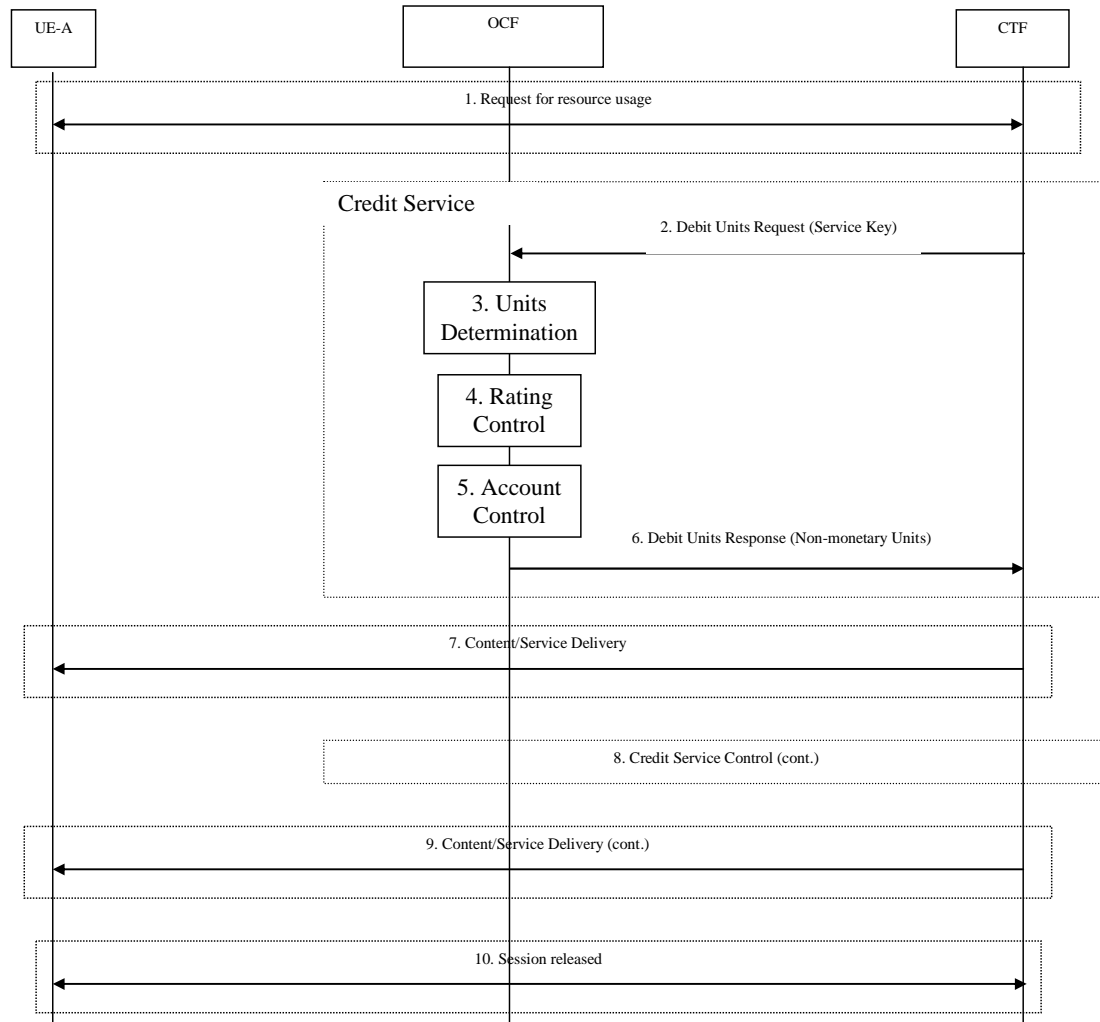 UE-A
OCF
CTF
1. Request for resource usage
Credit Service
2. Debit Units Request (Service Key)
3. Units
Determination
4. Rating
Control
5. Account
Control
6. Debit Units Response (Non-monetary Units)
7. Content/Service Delivery
8. Credit Service Control (cont.)
9. Content/Service Delivery (cont.)
10. Session released